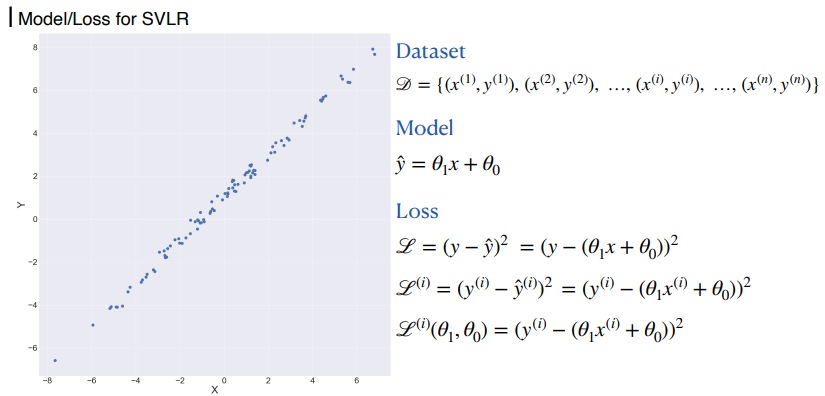 Model/Loss for SVLR
8
6
4
2
0
−2
−4
−6
Y
−8
−6
−4
−2
0
2
4
6
X
Dataset
𝒟 = {(x⁽¹⁾, y⁽¹⁾), (x⁽²⁾, y⁽²⁾), …, (x⁽ⁱ⁾, y⁽ⁱ⁾), …, (x⁽ⁿ⁾, y⁽ⁿ⁾)}
Model
ŷ = θ₁x + θ₀
Loss
ℒ = (y − ŷ)² = (y − (θ₁x + θ₀))²
ℒ⁽ⁱ⁾ = (y⁽ⁱ⁾ − ŷ⁽ⁱ⁾)² = (y⁽ⁱ⁾ − (θ₁x⁽ⁱ⁾ + θ₀))²
ℒ⁽ⁱ⁾(θ₁, θ₀) = (y⁽ⁱ⁾ − (θ₁x⁽ⁱ⁾ + θ₀))²